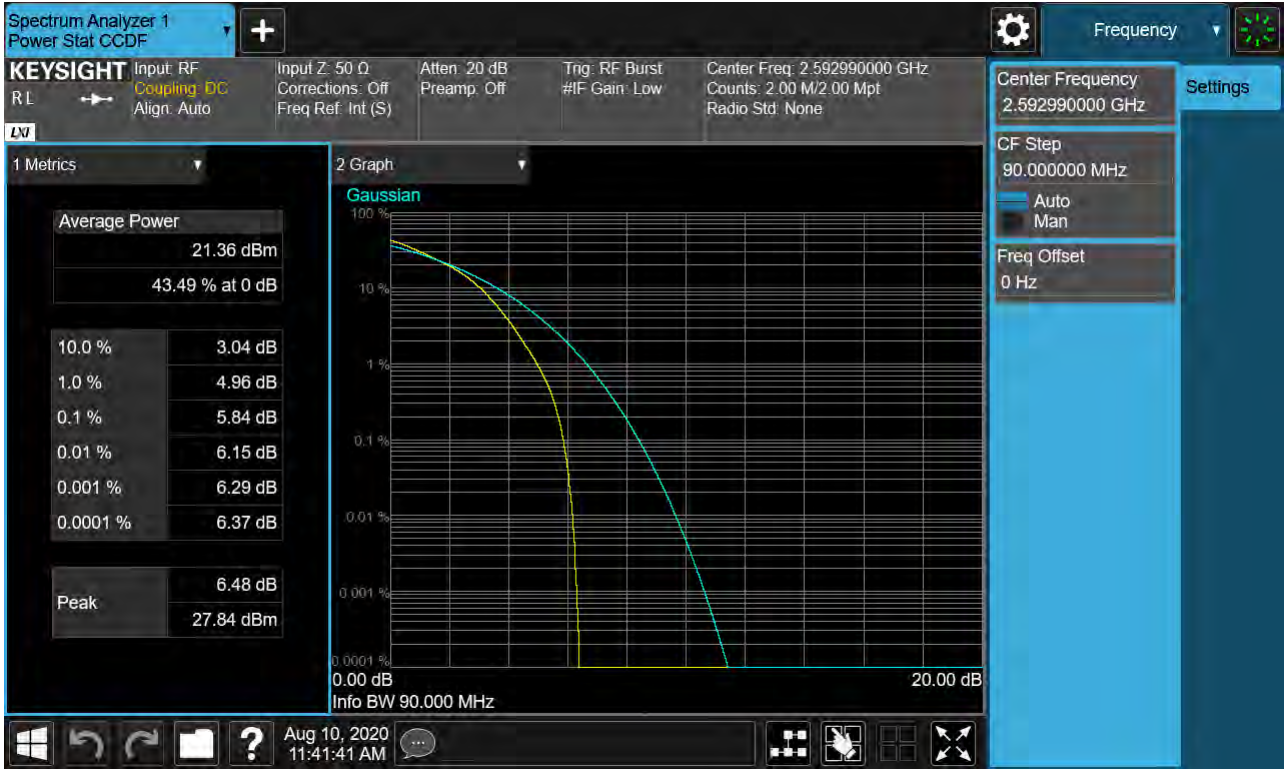 Spectrum Analyzer 1
Power Stat CCDF
Frequency
KEYSIGHT
R L
LXI
Input: RF
Coupling: DC
Align: Auto
Input Z: 50 Ω
Corrections: Off
Freq Ref: Int (S)
Atten: 20 dB
Preamp: Off
Trig: RF Burst
#IF Gain: Low
Center Freq: 2.592990000 GHz
Counts: 2.00 M/2.00 Mpt
Radio Std: None
Center Frequency
2.592990000 GHz
Settings
CF Step
90.000000 MHz
Auto
Man
Freq Offset
0 Hz
1 Metrics
Average Power
21.36 dBm
43.49 % at 0 dB
10.0 % 3.04 dB
1.0 % 4.96 dB
0.1 % 5.84 dB
0.01 % 6.15 dB
0.001 % 6.29 dB
0.0001 % 6.37 dB
Peak
6.48 dB
27.84 dBm
2 Graph
Gaussian
100 %
10 %
1 %
0.1 %
0.01 %
0.001 %
0.0001 %
0.00 dB 20.00 dB
Info BW 90.000 MHz
?
Aug 10, 2020
11:41:41 AM